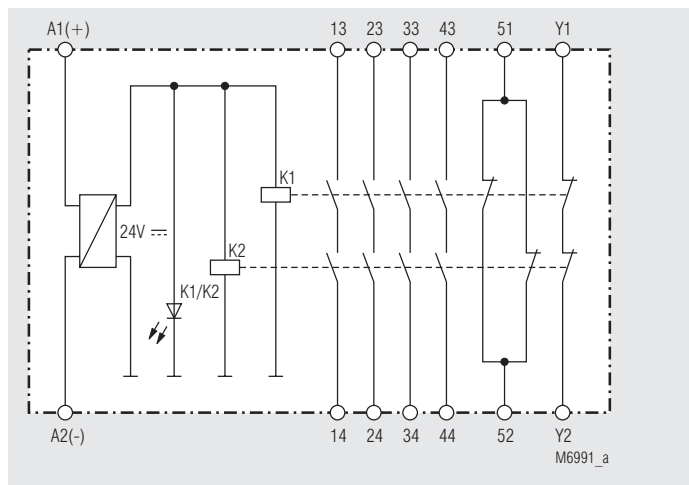 A1(+) 13 23 33 43 51 Y1
K1
24V
K2
K1/K2
A2(-) 14 24 34 44 52 Y2
M6991_a